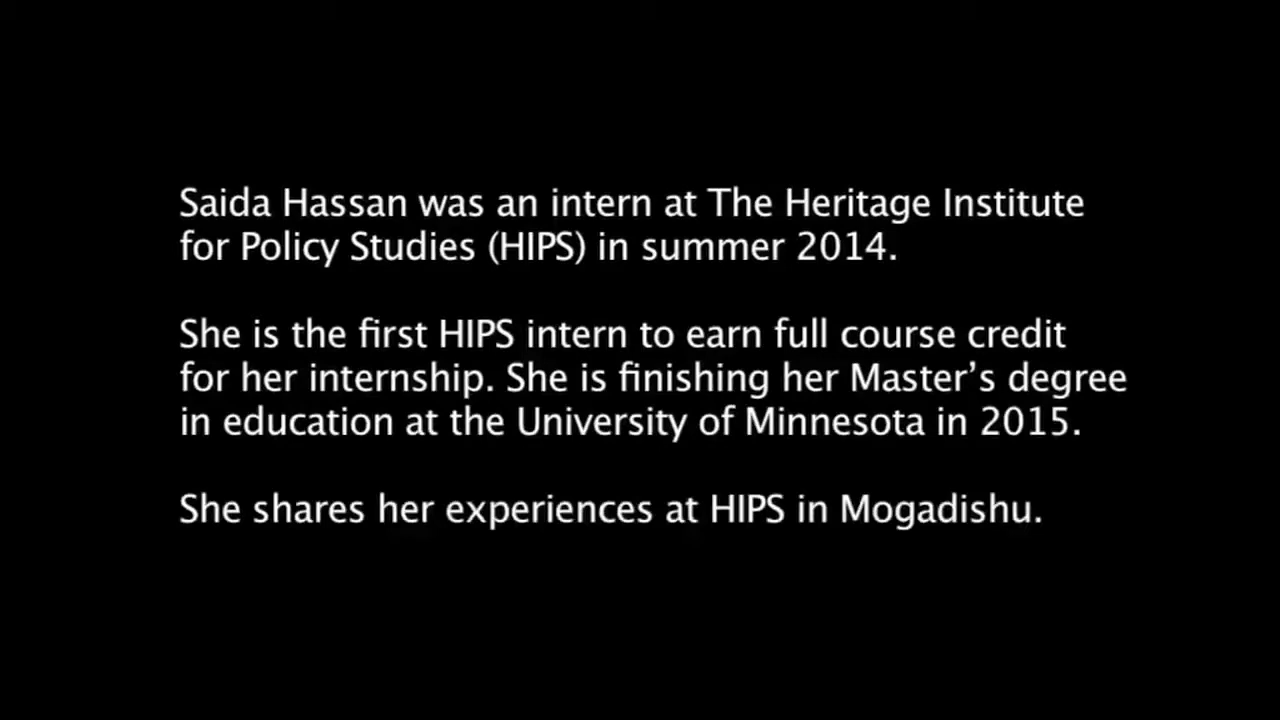 Saida Hassan was an intern at The Heritage Institute
for Policy Studies (HIPS) in summer 2014.
She is the first HIPS intern to earn full course credit
for her internship. She is finishing her Master’s degree
in education at the University of Minnesota in 2015.
She shares her experiences at HIPS in Mogadishu.